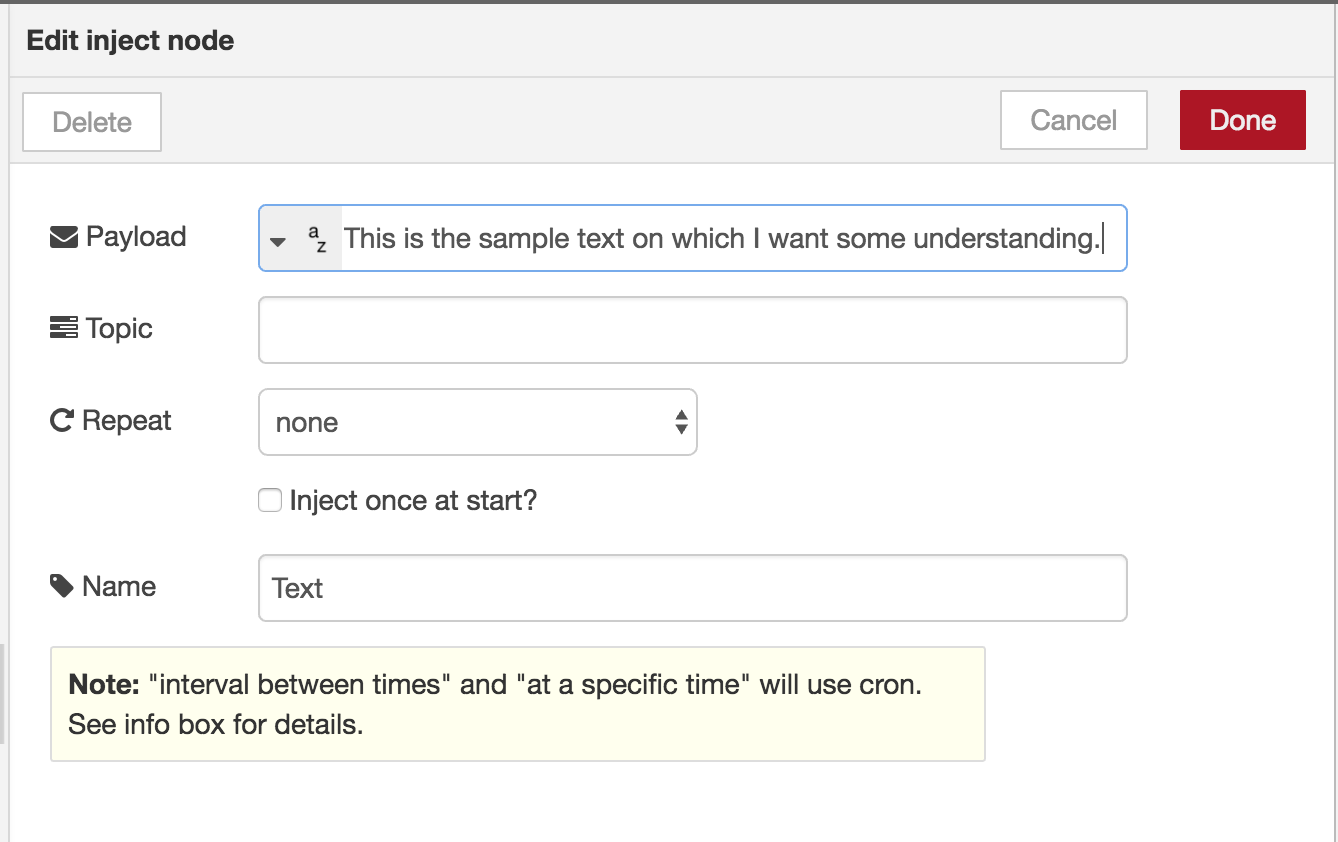 Edit inject node
Delete Cancel Done
Payload az This is the sample text on which I want some understanding.
Topic
Repeat none
Inject once at start?
Name Text
Note: "interval between times" and "at a specific time" will use cron.
See info box for details.